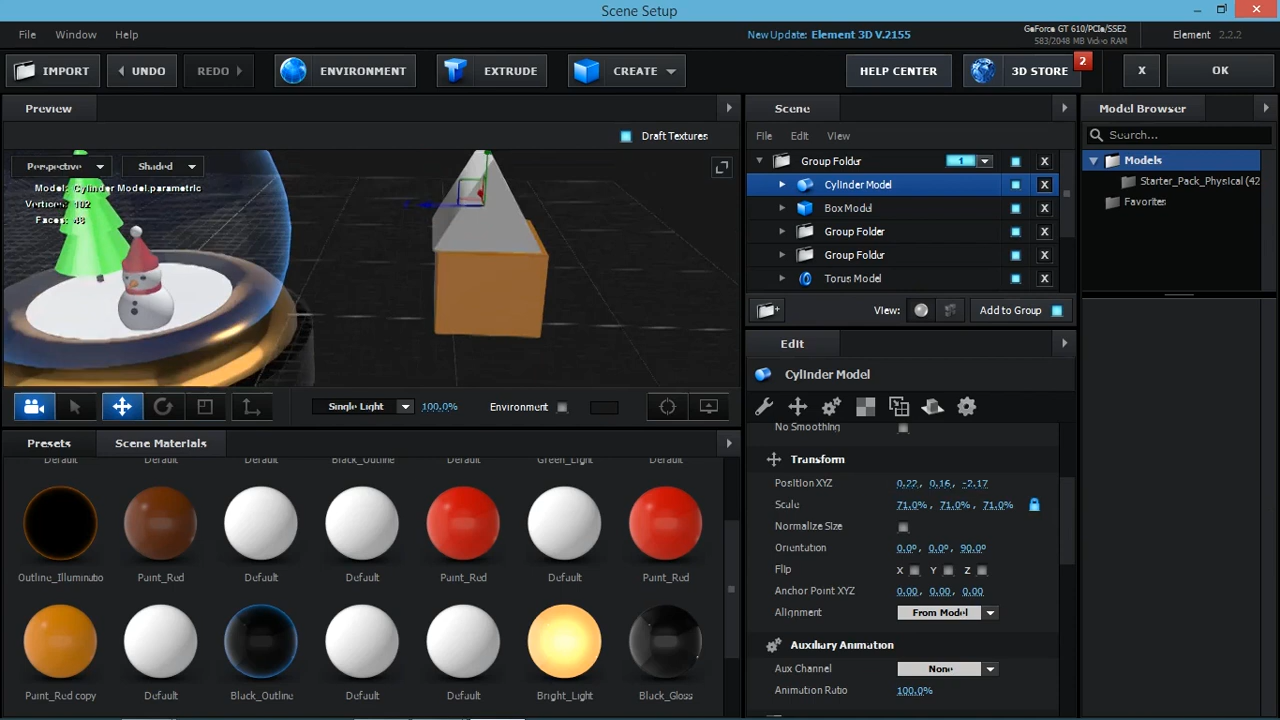 Scene Setup
File Window Help
New Update: Element 3D V.2155
GeForce GT 610/PCIe/SSE2
583/2048 MB Video RAM
Element 2.2.2
IMPORT
UNDO
REDO
ENVIRONMENT
EXTRUDE
CREATE
HELP CENTER
3D STORE
2
X
OK
Preview
Draft Textures
Perspective
Shaded
Model: Cylinder Model.parametric
Vertices: 102
Faces: 48
Single Light
100.0%
Environment
Presets
Scene Materials
Default Default Default Black_Outline Default Green_Light Default
Outline_Illuminatio Paint_Red Default Default Paint_Red Default Paint_Red
Paint_Red copy Default Black_Outline Default Default Bright_Light Black_Gloss
Scene
File Edit View
Group Folder 1 X
Cylinder Model X
Box Model X
Group Folder X
Group Folder X
Torus Model X
View:
Add to Group
Edit
Cylinder Model
No Smoothing
Transform
Position XYZ 0.22, 0.16, -2.17
Scale 71.0%, 71.0%, 71.0%
Normalize Size
Orientation 0.0°, 0.0°, 90.0°
Flip X Y Z
Anchor Point XYZ 0.00, 0.00, 0.00
Alignment From Model
Auxiliary Animation
Aux Channel None
Animation Ratio 100.0%
Model Browser
Search...
Models
Starter_Pack_Physical (42
Favorites